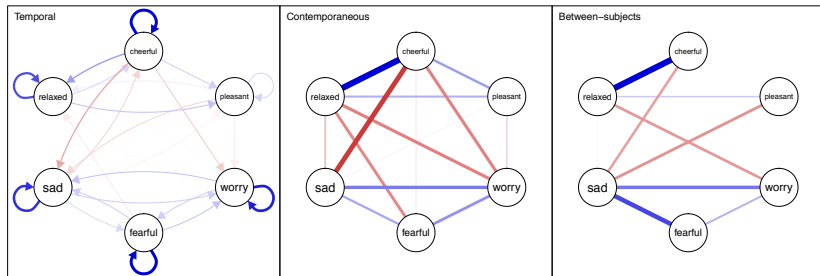 Temporal
cheerful
relaxed
pleasant
sad
worry
fearful
Contemporaneous
cheerful
relaxed
pleasant
sad
worry
fearful
Between−subjects
cheerful
relaxed
pleasant
sad
worry
fearful